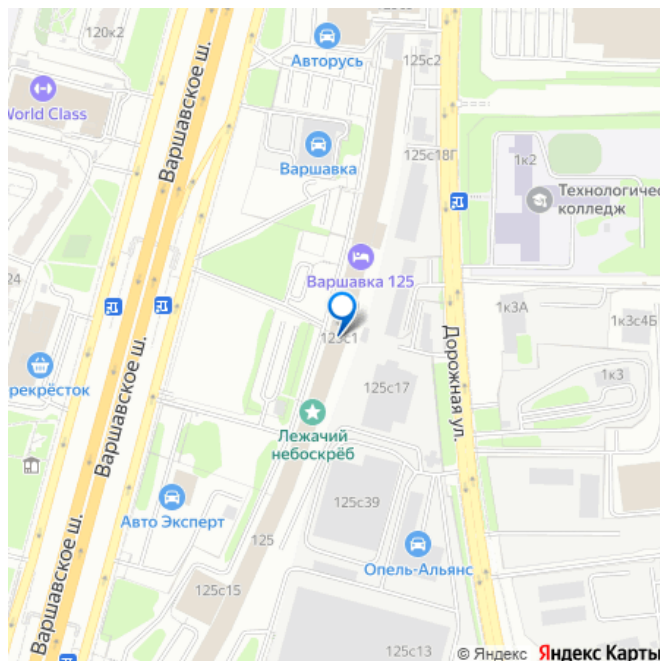 120к2
125с6
Авторусь
125с2
World Class
Варшавское ш.
Варшавка
125с18Г
1к2
Технологичес
колледж
Варшавка 125
24
1к3А
1к3с4Б
125с1
Дорожная ул.
рекрёсток
Варшавское ш.
125с17
1к3
Лежачий
небоскрёб
Авто Эксперт
125с39
125
Опель-Альянс
125с15
Варшавское ш.
125с13
© Яндекс Яндекс Карты